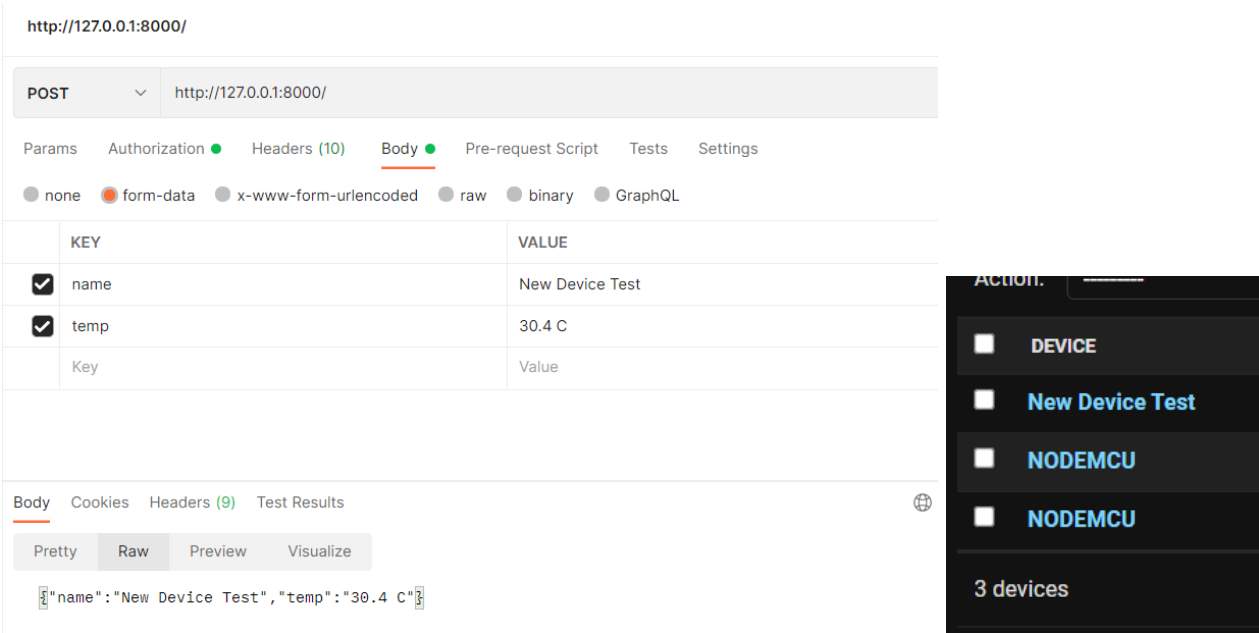 http://127.0.0.1:8000/
POST http://127.0.0.1:8000/
Params Authorization Headers (10) Body Pre-request Script Tests Settings
none form-data x-www-form-urlencoded raw binary GraphQL
KEY VALUE
name New Device Test
temp 30.4 C
Key Value
Body Cookies Headers (9) Test Results
Pretty Raw Preview Visualize
{"name":"New Device Test","temp":"30.4 C"}
Action: ---------
DEVICE
New Device Test
NODEMCU
NODEMCU
3 devices